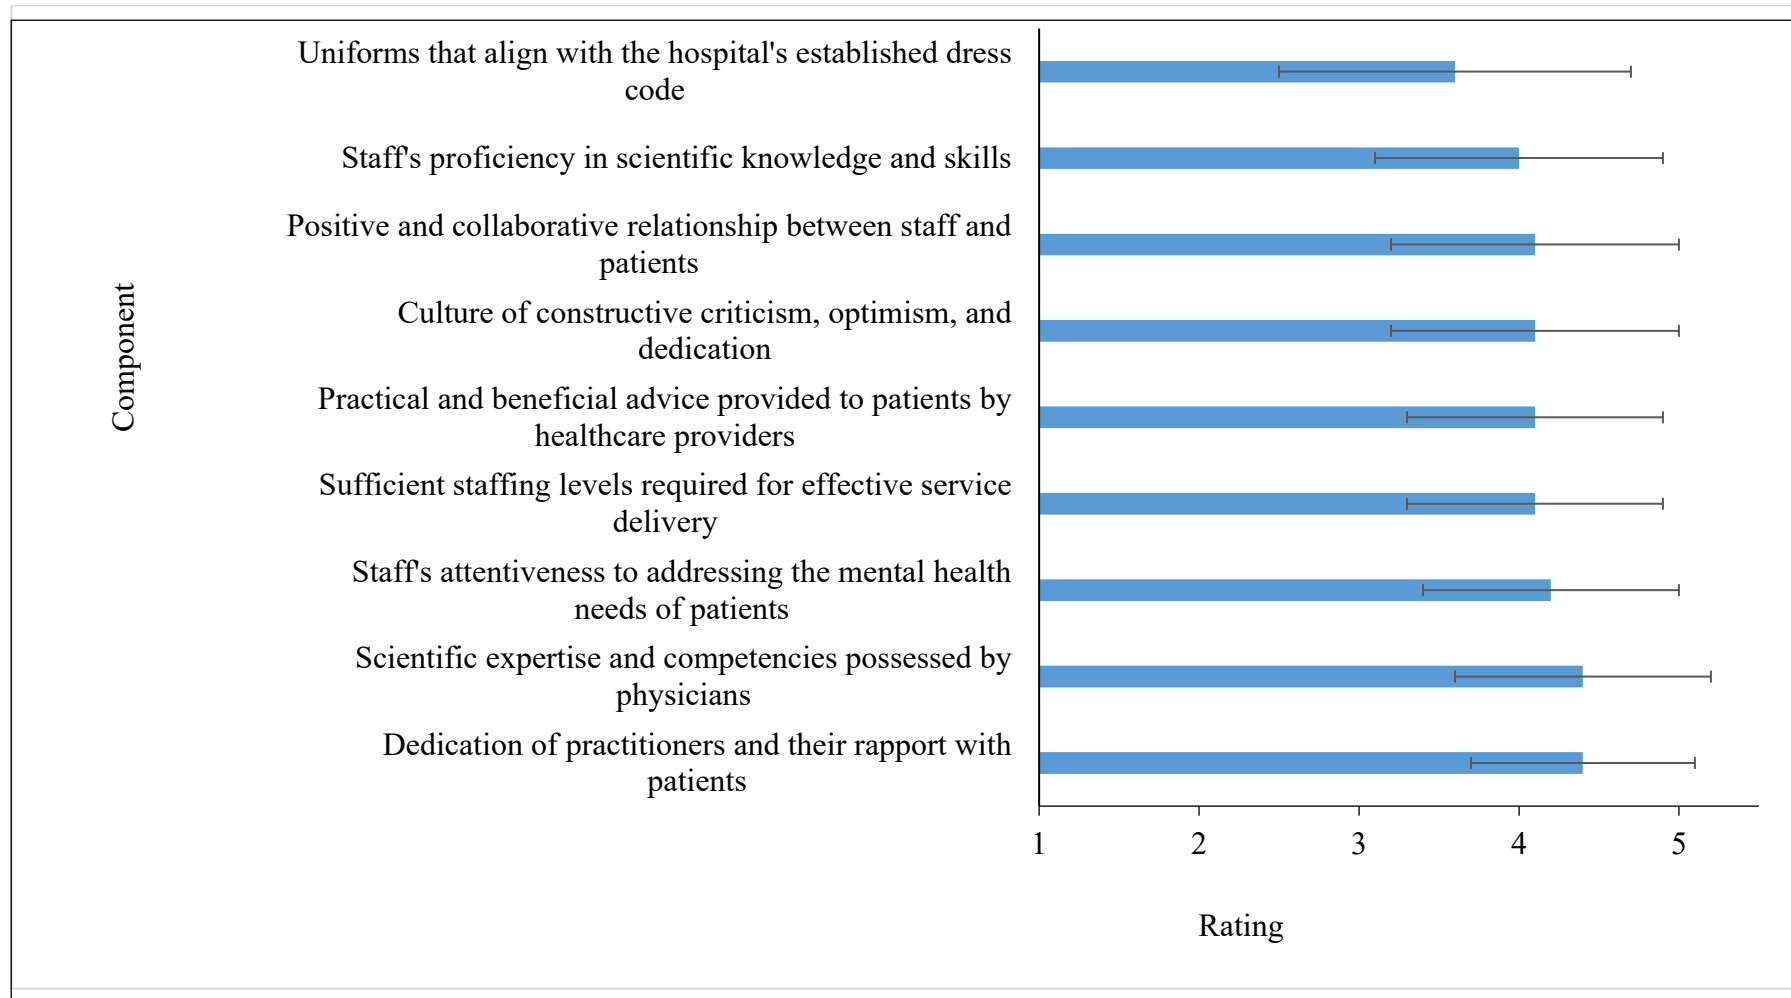 Uniforms that align with the hospital's established dress
code
Staff's proficiency in scientific knowledge and skills
Positive and collaborative relationship between staff and
patients
Culture of constructive criticism, optimism, and
dedication
Practical and beneficial advice provided to patients by
healthcare providers
Sufficient staffing levels required for effective service
delivery
Staff's attentiveness to addressing the mental health
needs of patients
Scientific expertise and competencies possessed by
physicians
Dedication of practitioners and their rapport with
patients
Component
1 2 3 4 5
Rating